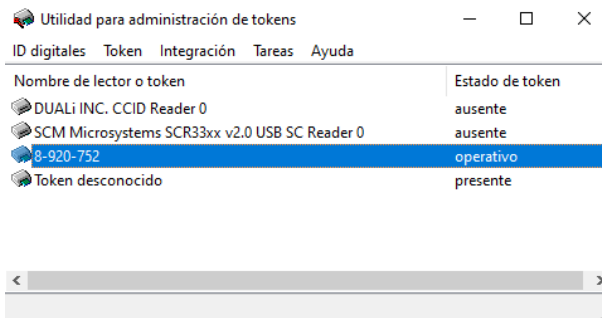 Utilidad para administración de tokens
ID digitales Token Integración Tareas Ayuda
Nombre de lector o token Estado de token
DUALi INC. CCID Reader 0 ausente
SCM Microsystems SCR33xx v2.0 USB SC Reader 0 ausente
8-920-752 operativo
Token desconocido presente